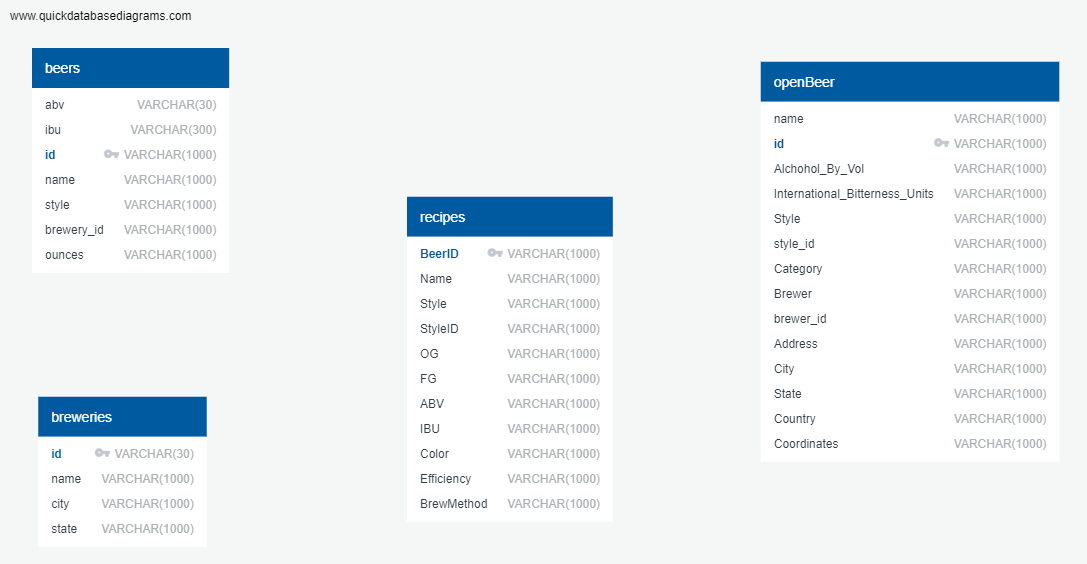 www.quickdatabasediagrams.com
beers
abv VARCHAR(30)
ibu VARCHAR(300)
id VARCHAR(1000)
name VARCHAR(1000)
style VARCHAR(1000)
brewery_id VARCHAR(1000)
ounces VARCHAR(1000)
breweries
id VARCHAR(30)
name VARCHAR(1000)
city VARCHAR(1000)
state VARCHAR(1000)
recipes
BeerID VARCHAR(1000)
Name VARCHAR(1000)
Style VARCHAR(1000)
StyleID VARCHAR(1000)
OG VARCHAR(1000)
FG VARCHAR(1000)
ABV VARCHAR(1000)
IBU VARCHAR(1000)
Color VARCHAR(1000)
Efficiency VARCHAR(1000)
BrewMethod VARCHAR(1000)
openBeer
name VARCHAR(1000)
id VARCHAR(1000)
Alchohol_By_Vol VARCHAR(1000)
International_Bitterness_Units VARCHAR(1000)
Style VARCHAR(1000)
style_id VARCHAR(1000)
Category VARCHAR(1000)
Brewer VARCHAR(1000)
brewer_id VARCHAR(1000)
Address VARCHAR(1000)
City VARCHAR(1000)
State VARCHAR(1000)
Country VARCHAR(1000)
Coordinates VARCHAR(1000)